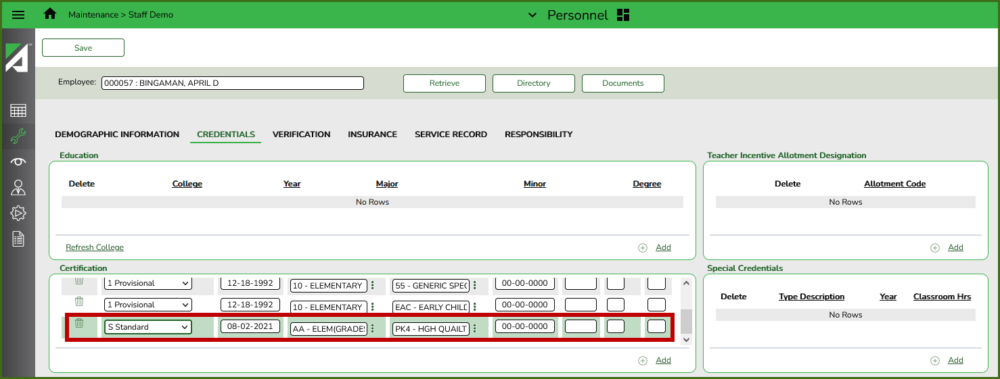 Maintenance > Staff Demo
Personnel
Save
Employee: 000057 : BINGAMAN, APRIL D
Retrieve Directory Documents
DEMOGRAPHIC INFORMATION CREDENTIALS VERIFICATION INSURANCE SERVICE RECORD RESPONSIBILITY
Education
Delete College Year Major Minor Degree
No Rows
Refresh College Add
Teacher Incentive Allotment Designation
Delete Allotment Code
No Rows
Add
Certification
1 Provisional 12-18-1992 10 - ELEMENTARY 55 - GENERIC SPEC 00-00-0000
1 Provisional 12-18-1992 10 - ELEMENTARY EAC - EARLY CHILD 00-00-0000
S Standard 08-02-2021 AA - ELEM(GRADES PK4 - HGH QUAILT 00-00-0000
Add
Special Credentials
Delete Type Description Year Classroom Hrs
No Rows
Add